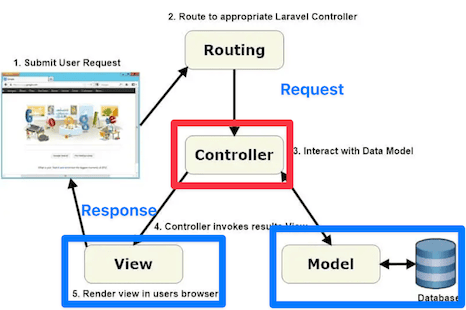 2. Route to appropriate Laravel Controller
1. Submit User Request
Routing
Request
Controller
3. Interact with Data Model
Response
4. Controller invokes results View
View
Model
5. Render view in users browser
Database